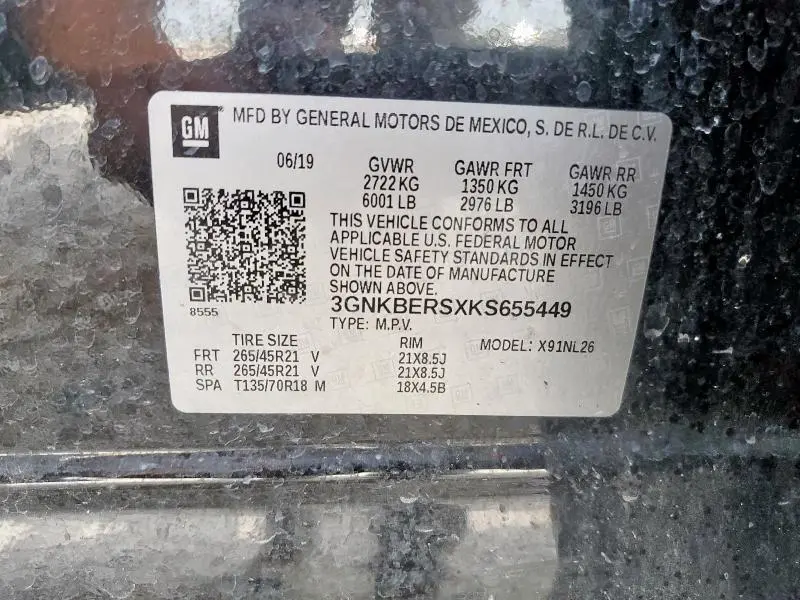 GM
MFD BY GENERAL MOTORS DE MEXICO, S. DE R.L. DE C.V.
06/19 GVWR GAWR FRT GAWR RR
2722 KG 1350 KG 1450 KG
6001 LB 2976 LB 3196 LB
THIS VEHICLE CONFORMS TO ALL
APPLICABLE U.S. FEDERAL MOTOR
VEHICLE SAFETY STANDARDS IN EFFECT
ON THE DATE OF MANUFACTURE
SHOWN ABOVE.
8555 3GNKBERSXKS655449
TYPE: M.P.V.
TIRE SIZE RIM MODEL: X91NL26
FRT 265/45R21 V 21X8.5J
RR 265/45R21 V 21X8.5J
SPA T135/70R18 M 18X4.5B